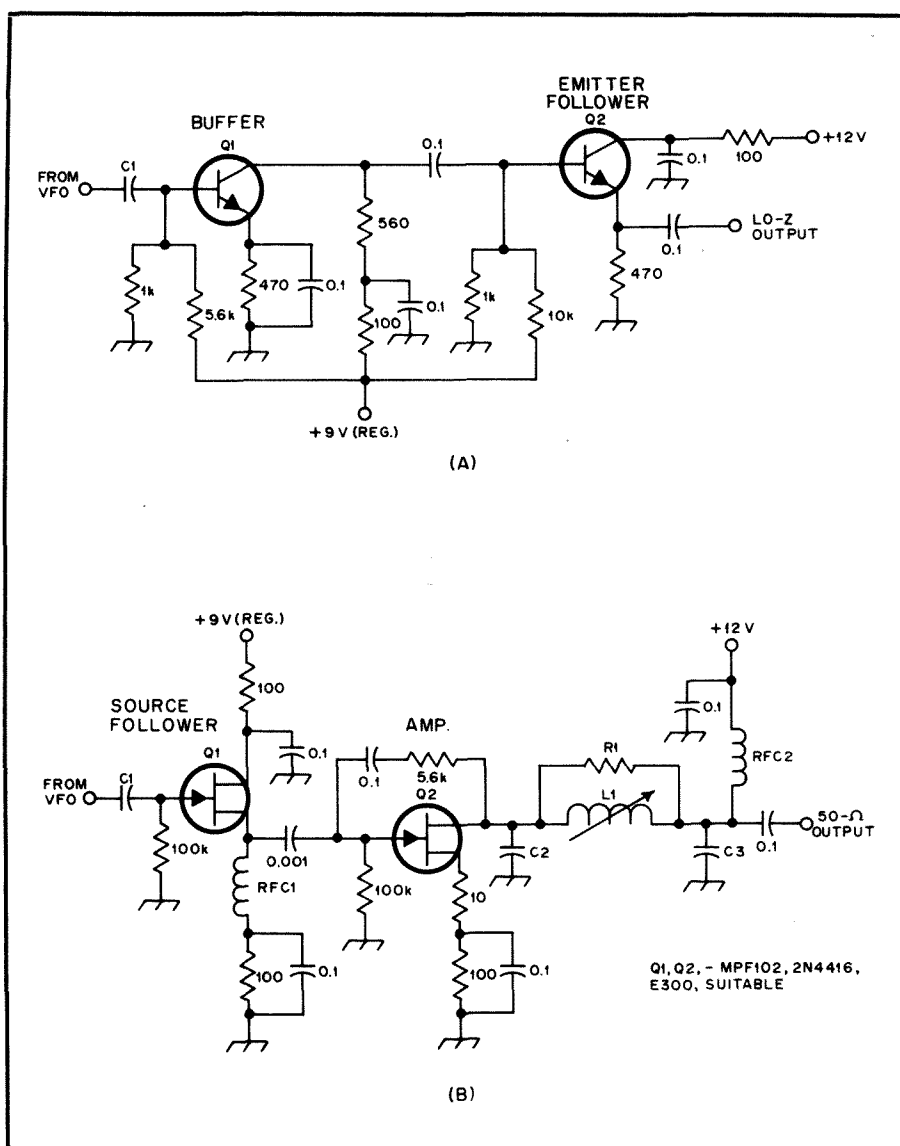 EMITTER
FOLLOWER
Q2
BUFFER
Q1
+12V
0.1
0.1
100
C1
FROM
VFO
560
0.1
LO-Z
OUTPUT
1k
5.6k
470
0.1
0.1
100
1k
10k
470
+9V (REG.)
(A)
+9V(REG.)
+12V
100
SOURCE
FOLLOWER
0.1
AMP.
0.1
Q1
0.1
5.6k
R1
RFC2
FROM
VFO
C1
Q2
L1
50-Ω
OUTPUT
100k
0.001
C2
C3
0.1
RFC1
100k
10
100
0.1
100
0.1
Q1, Q2, - MPF102, 2N4416,
E300, SUITABLE
(B)